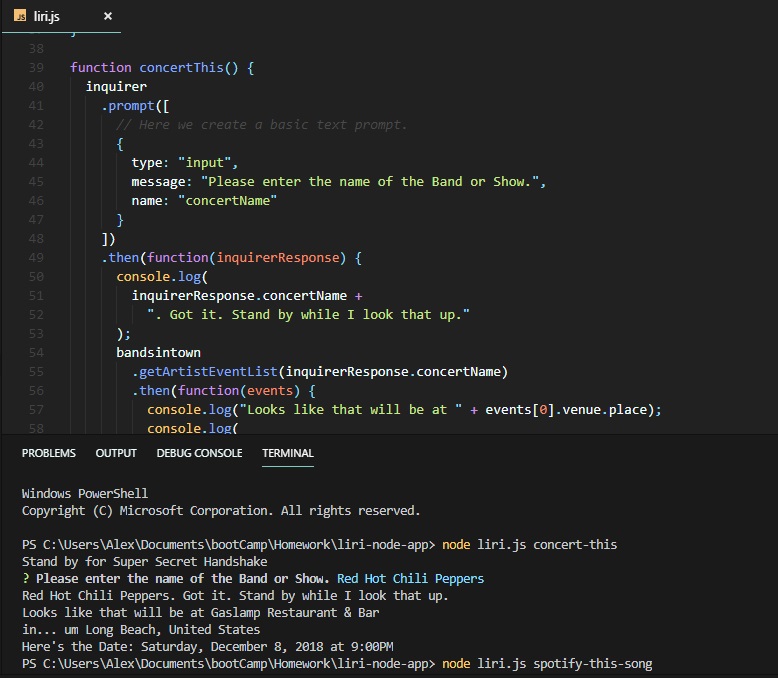 JS liri.js ×
}
38
39 function concertThis() {
40 inquirer
41 .prompt([
42 // Here we create a basic text prompt.
43 {
44 type: "input",
45 message: "Please enter the name of the Band or Show.",
46 name: "concertName"
47 }
48 ])
49 .then(function(inquirerResponse) {
50 console.log(
51 inquirerResponse.concertName +
52 ". Got it. Stand by while I look that up."
53 );
54 bandsintown
55 .getArtistEventList(inquirerResponse.concertName)
56 .then(function(events) {
57 console.log("Looks like that will be at " + events[0].venue.place);
58 console.log(
PROBLEMS OUTPUT DEBUG CONSOLE TERMINAL
Windows PowerShell
Copyright (C) Microsoft Corporation. All rights reserved.
PS C:\Users\Alex\Documents\bootCamp\Homework\liri-node-app> node liri.js concert-this
Stand by for Super Secret Handshake
? Please enter the name of the Band or Show. Red Hot Chili Peppers
Red Hot Chili Peppers. Got it. Stand by while I look that up.
Looks like that will be at Gaslamp Restaurant & Bar
in... um Long Beach, United States
Here's the Date: Saturday, December 8, 2018 at 9:00PM
PS C:\Users\Alex\Documents\bootCamp\Homework\liri-node-app> node liri.js spotify-this-song